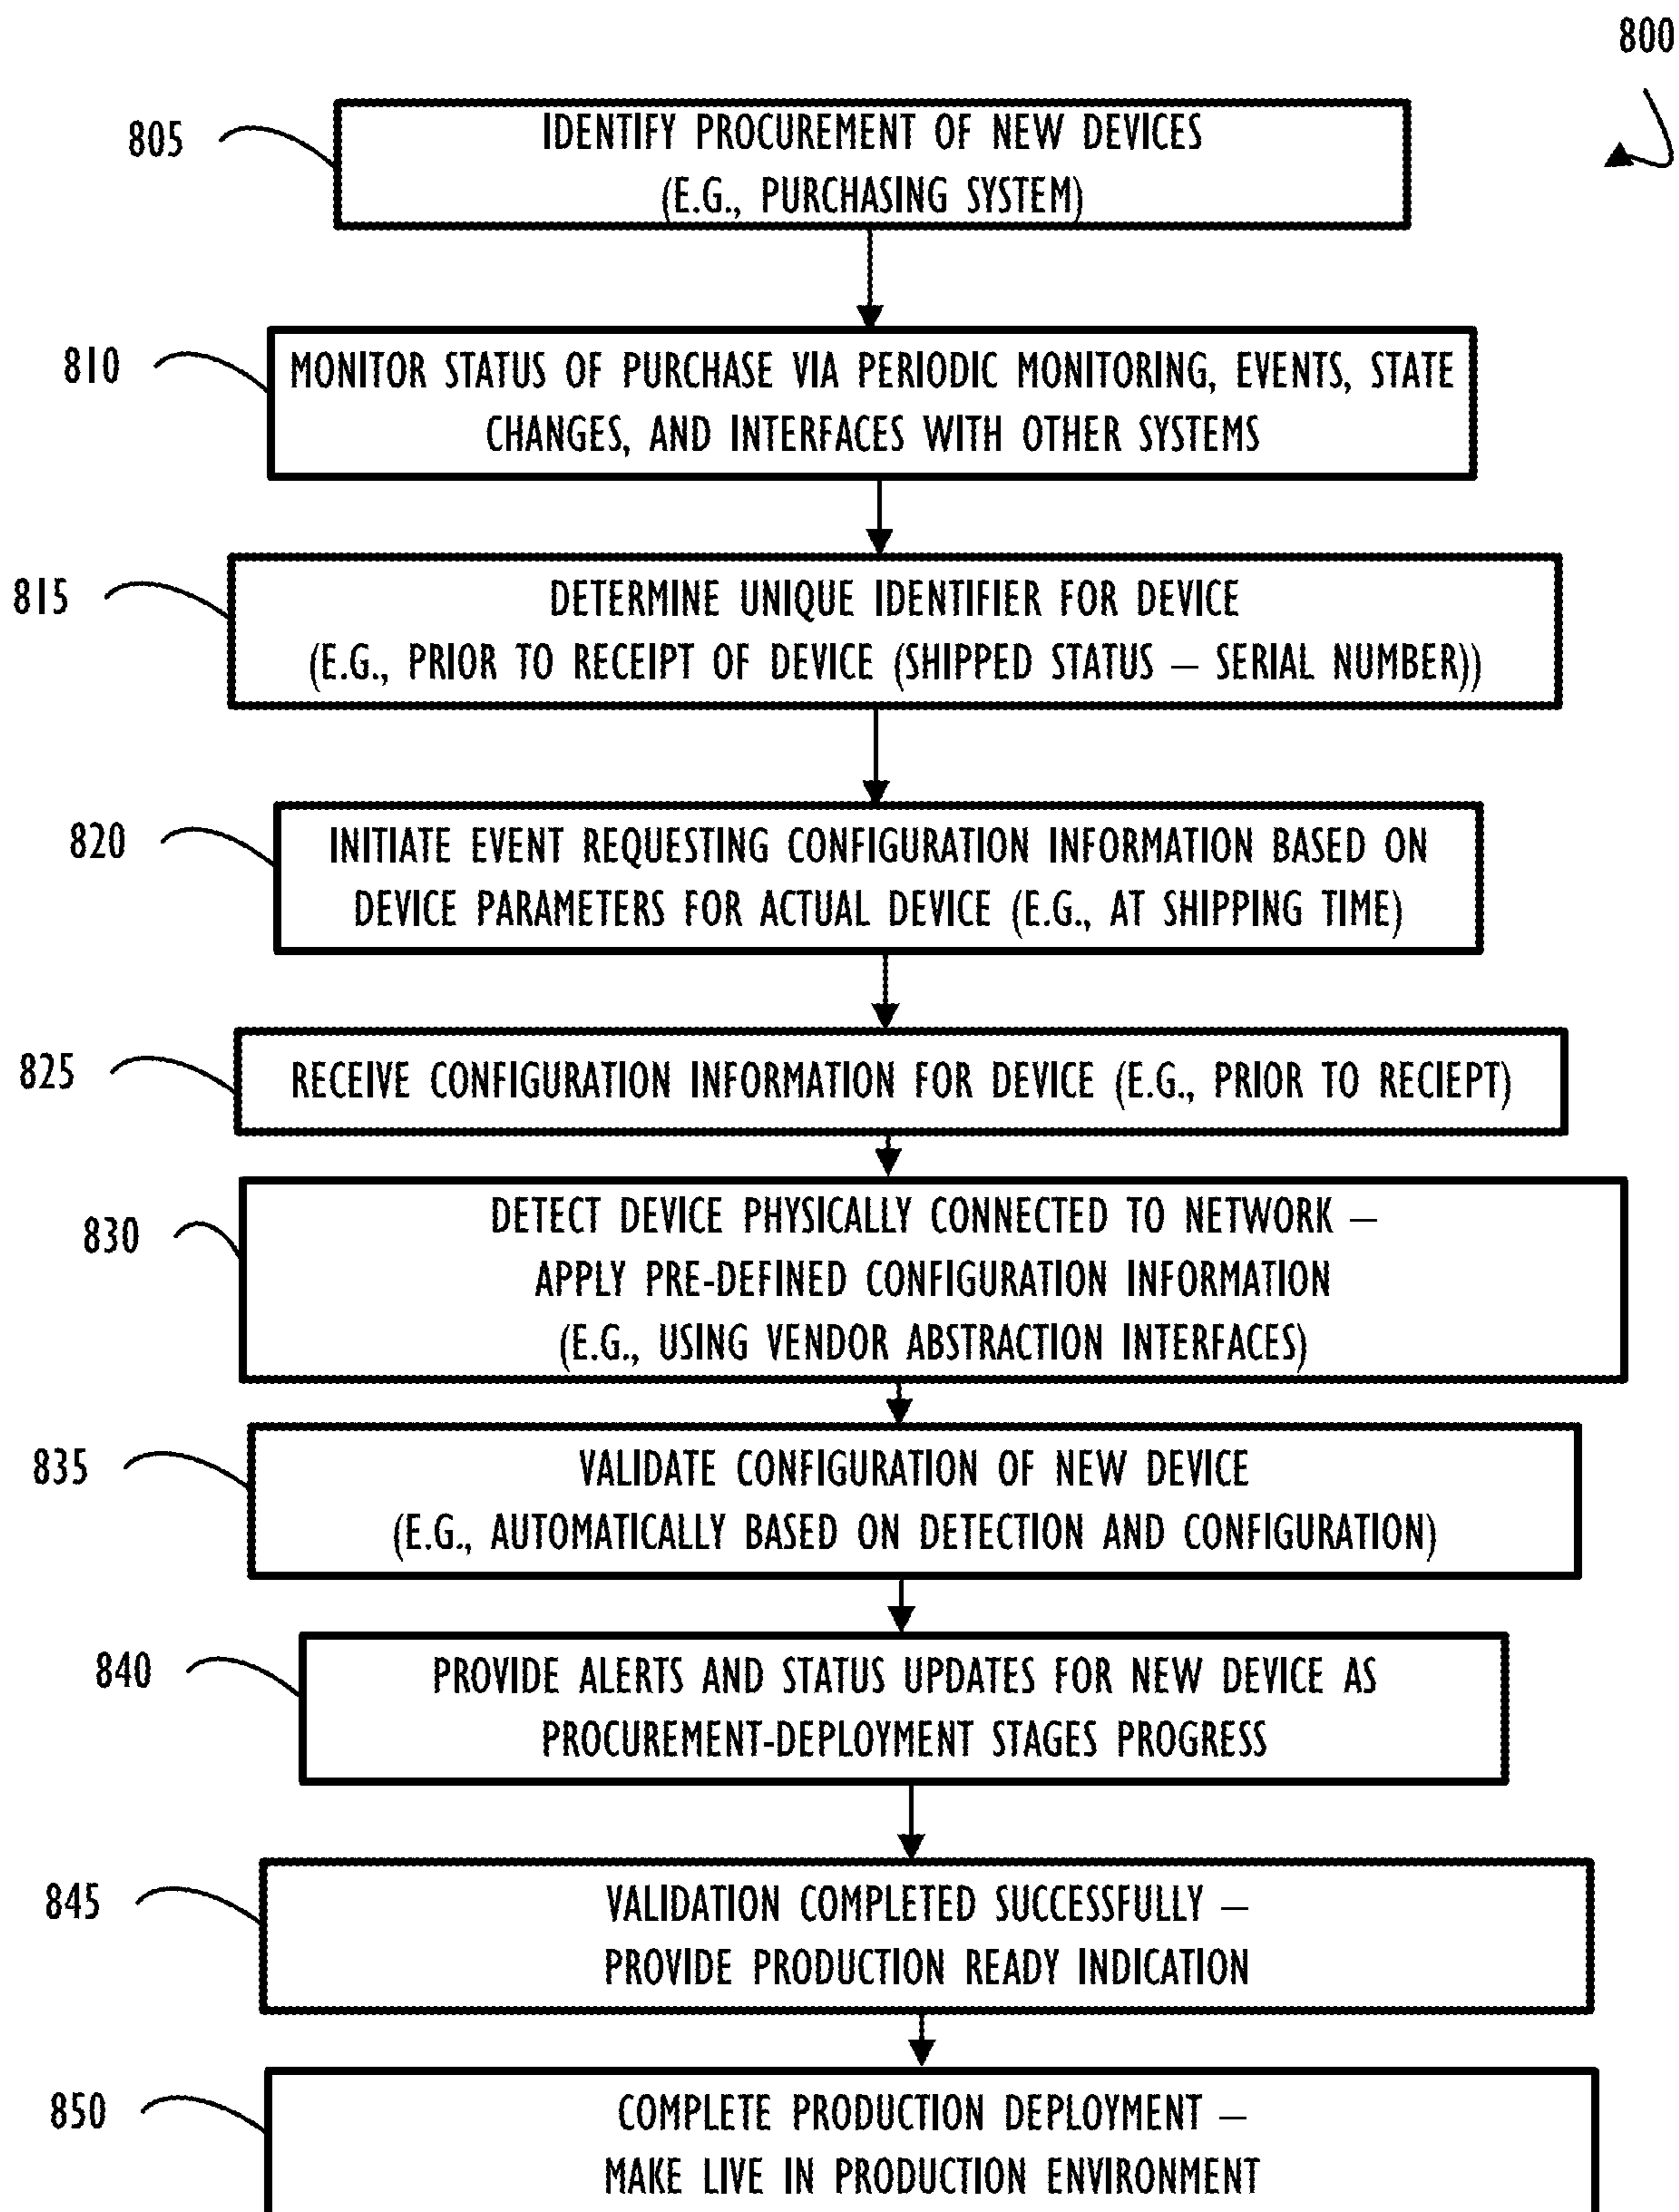 800
805
IDENTIFY PROCUREMENT OF NEW DEVICES
(E.G., PURCHASING SYSTEM)
810
MONITOR STATUS OF PURCHASE VIA PERIODIC MONITORING, EVENTS, STATE
CHANGES, AND INTERFACES WITH OTHER SYSTEMS
815
DETERMINE UNIQUE IDENTIFIER FOR DEVICE
(E.G., PRIOR TO RECEIPT OF DEVICE (SHIPPED STATUS – SERIAL NUMBER))
820
INITIATE EVENT REQUESTING CONFIGURATION INFORMATION BASED ON
DEVICE PARAMETERS FOR ACTUAL DEVICE (E.G., AT SHIPPING TIME)
825
RECEIVE CONFIGURATION INFORMATION FOR DEVICE (E.G., PRIOR TO RECIEPT)
830
DETECT DEVICE PHYSICALLY CONNECTED TO NETWORK –
APPLY PRE-DEFINED CONFIGURATION INFORMATION
(E.G., USING VENDOR ABSTRACTION INTERFACES)
835
VALIDATE CONFIGURATION OF NEW DEVICE
(E.G., AUTOMATICALLY BASED ON DETECTION AND CONFIGURATION)
840
PROVIDE ALERTS AND STATUS UPDATES FOR NEW DEVICE AS
PROCUREMENT-DEPLOYMENT STAGES PROGRESS
845
VALIDATION COMPLETED SUCCESSFULLY –
PROVIDE PRODUCTION READY INDICATION
850
COMPLETE PRODUCTION DEPLOYMENT –
MAKE LIVE IN PRODUCTION ENVIRONMENT